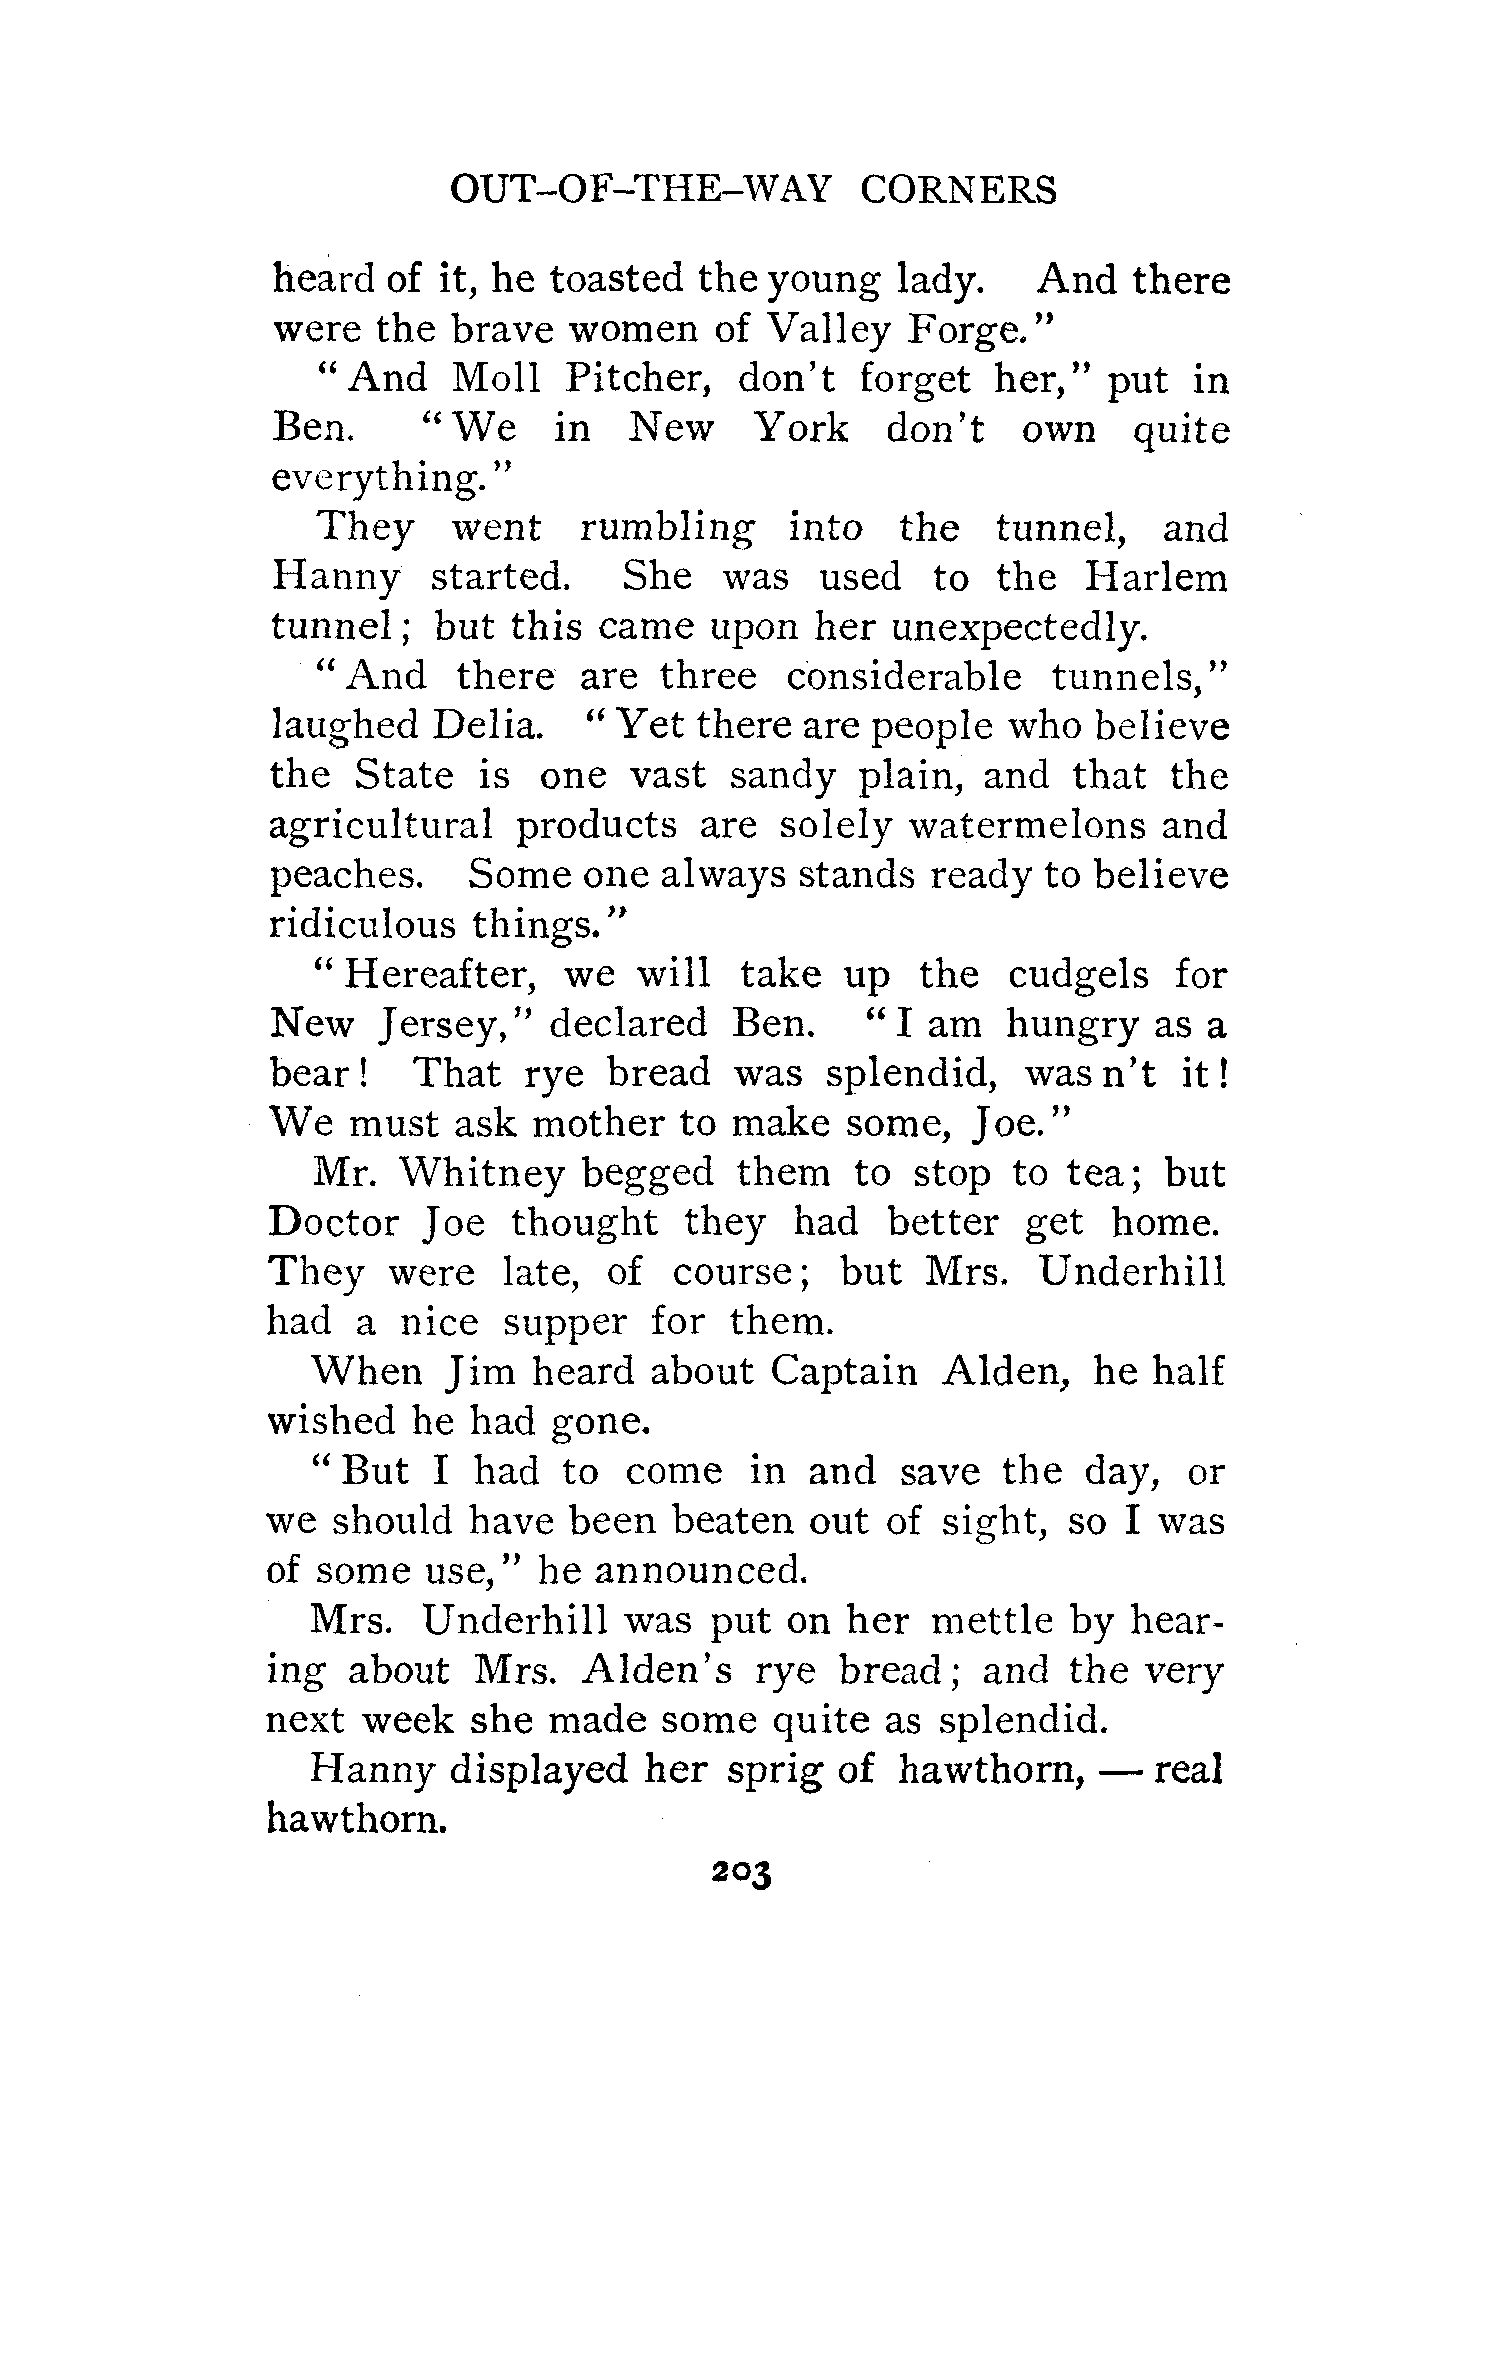 OUT-OF-THE-WAY CORNERS
heard of it, he toasted the young lady. And there
were the brave women of Valley Forge."
"And Moll Pitcher, don't forget her," put in
Ben. "We in New York don't own quite
everything."
They went rumbling into the tunnel, and
Hanny started. She was used to the Harlem
tunnel; but this came upon her unexpectedly.
"And there are three considerable tunnels,"
laughed Delia. "Yet there are people who believe
the State is one vast sandy plain, and that the
agricultural products are solely watermelons and
peaches. Some one always stands ready to believe
ridiculous things."
"Hereafter, we will take up the cudgels for
New Jersey," declared Ben. "I am hungry as a
bear! That rye bread was splendid, was n't it!
We must ask mother to make some, Joe."
Mr. Whitney begged them to stop to tea; but
Doctor Joe thought they had better get home.
They were late, of course; but Mrs. Underhill
had a nice supper for them.
When Jim heard about Captain Alden, he half
wished he had gone.
"But I had to come in and save the day, or
we should have been beaten out of sight, so I was
of some use," he announced.
Mrs. Underhill was put on her mettle by hear-
ing about Mrs. Alden's rye bread; and the very
next week she made some quite as splendid.
Hanny displayed her sprig of hawthorn, — real
hawthorn.
203